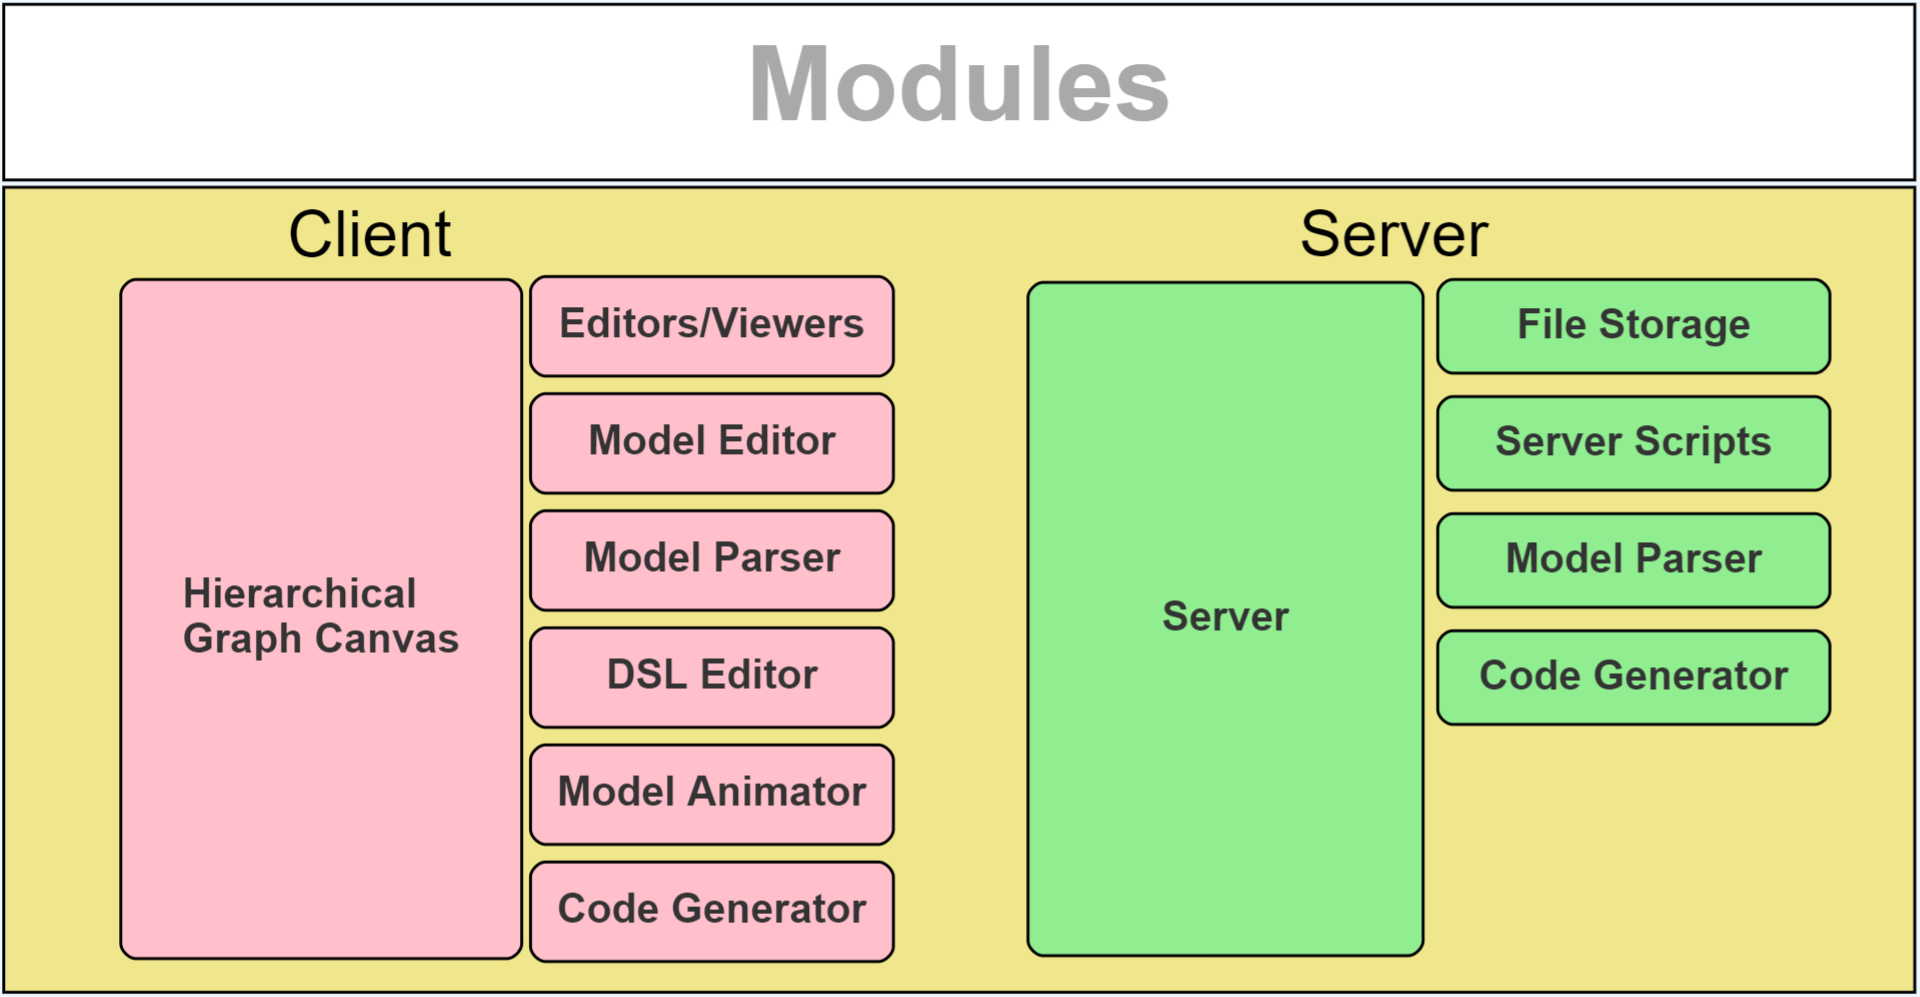 Modules
Client
Hierarchical
Graph Canvas
Editors/Viewers
Model Editor
Model Parser
DSL Editor
Model Animator
Code Generator
Server
Server
File Storage
Server Scripts
Model Parser
Code Generator